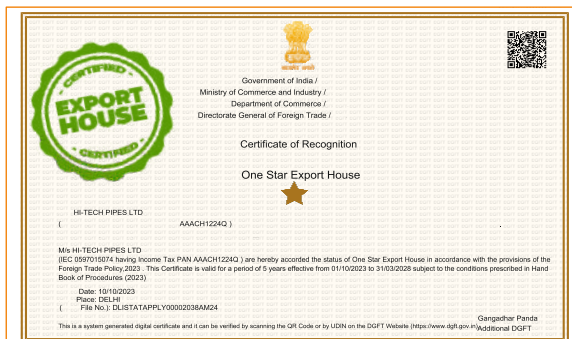 CERTIFIED
EXPORT
HOUSE
CERTIFIED
Government of India /
Ministry of Commerce and Industry /
Department of Commerce /
Directorate General of Foreign Trade /
Certificate of Recognition
One Star Export House
HI-TECH PIPES LTD
( AAACH1224Q )
M/s HI-TECH PIPES LTD
(IEC 0597015074 having Income Tax PAN AAACH1224Q ) are hereby accorded the status of One Star Export House in accordance with the provisions of the
Foreign Trade Policy,2023 . This Certificate is valid for a period of 5 years effective from 01/10/2023 to 31/03/2028 subject to the conditions prescribed in Hand
Book of Procedures (2023)
Date: 10/10/2023
Place: DELHI
( File No.): DLISTATAPPLY00002038AM24
Gangadhar Panda
This is a system generated digital certificate and it can be verified by scanning the QR Code or by UDIN on the DGFT Website (https://www.dgft.gov.in) Additional DGFT